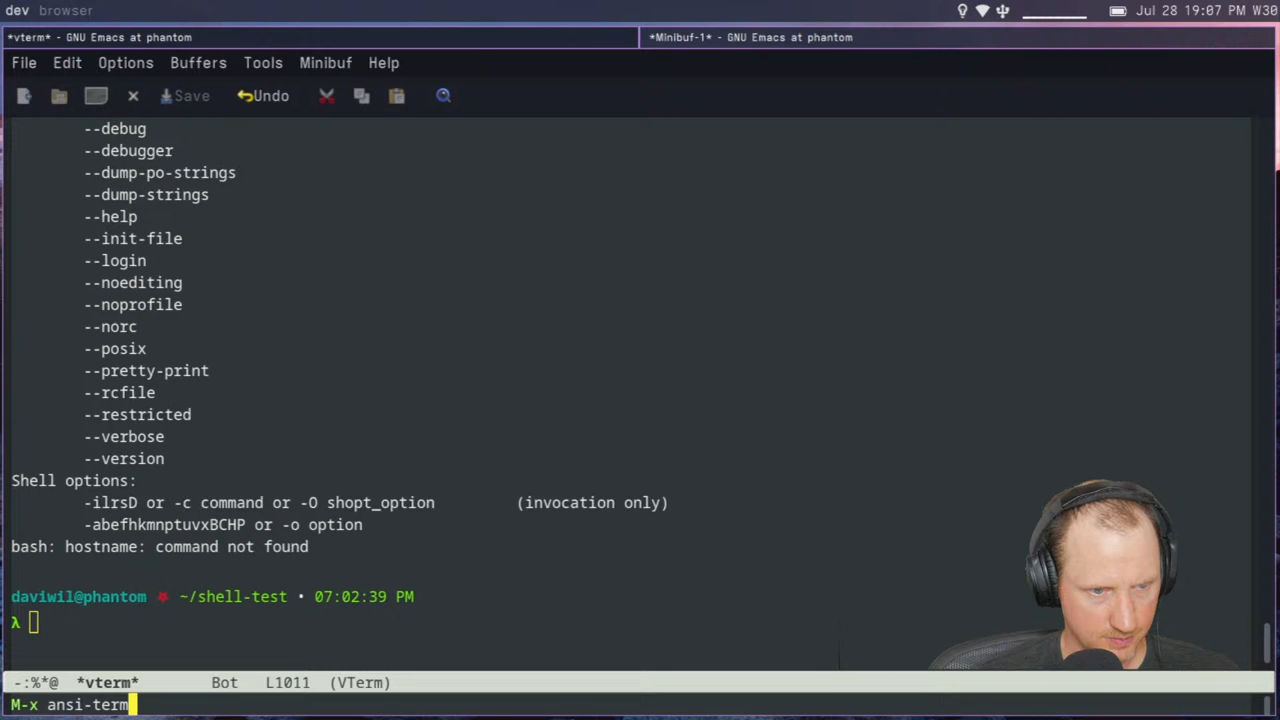 dev browser
Jul 28 19:07 PM W30
*vterm* - GNU Emacs at phantom
*Minibuf-1* - GNU Emacs at phantom
File Edit Options Buffers Tools Minibuf Help
Save Undo
--debug
--debugger
--dump-po-strings
--dump-strings
--help
--init-file
--login
--noediting
--noprofile
--norc
--posix
--pretty-print
--rcfile
--restricted
--verbose
--version
Shell options:
-ilrsD or -c command or -O shopt_option (invocation only)
-abefhkmnptuvxBCHP or -o option
bash: hostname: command not found
daviwil@phantom ~/shell-test • 07:02:39 PM
λ
-:%*@ *vterm* Bot L1011 (VTerm)
M-x ansi-term